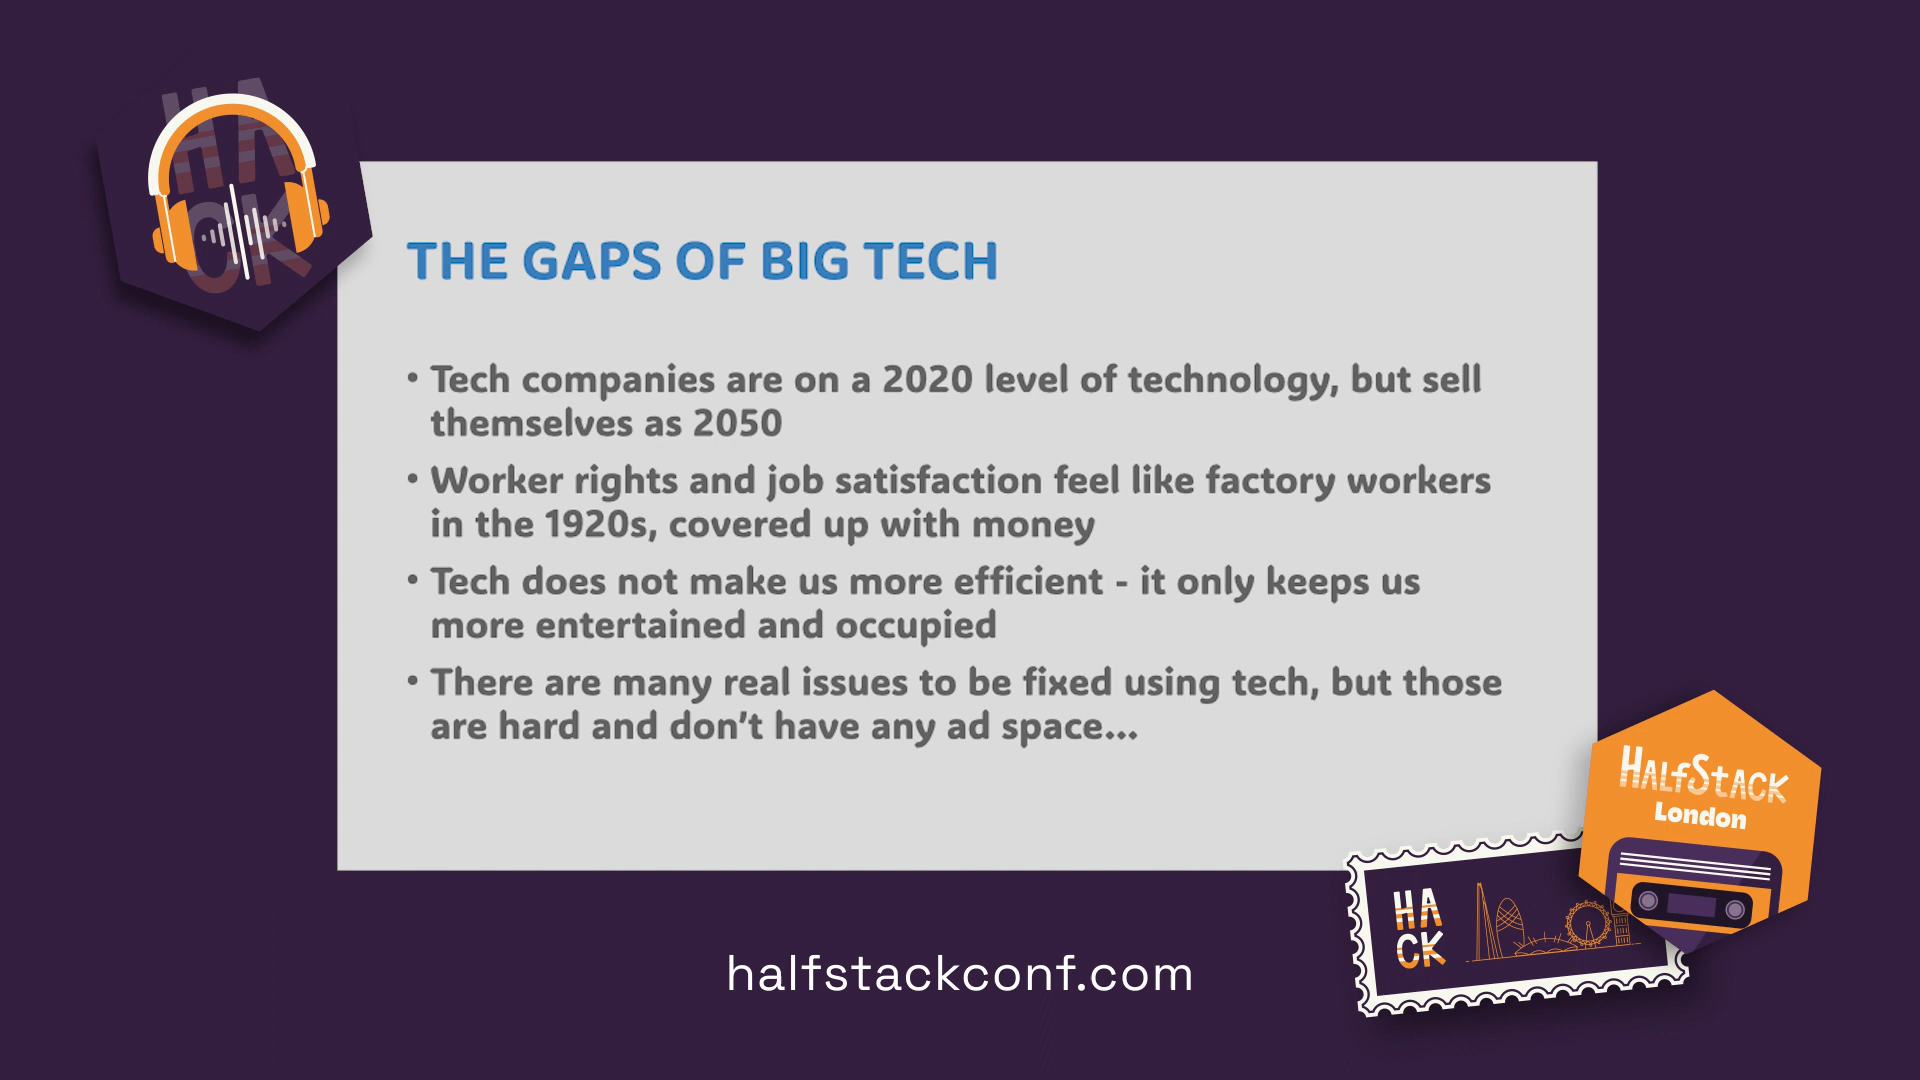 HA
CK
THE GAPS OF BIG TECH
• Tech companies are on a 2020 level of technology, but sell
themselves as 2050
• Worker rights and job satisfaction feel like factory workers
in the 1920s, covered up with money
• Tech does not make us more efficient - it only keeps us
more entertained and occupied
• There are many real issues to be fixed using tech, but those
are hard and don't have any ad space...
HALfStACK
London
HA
CK
halfstackconf.com